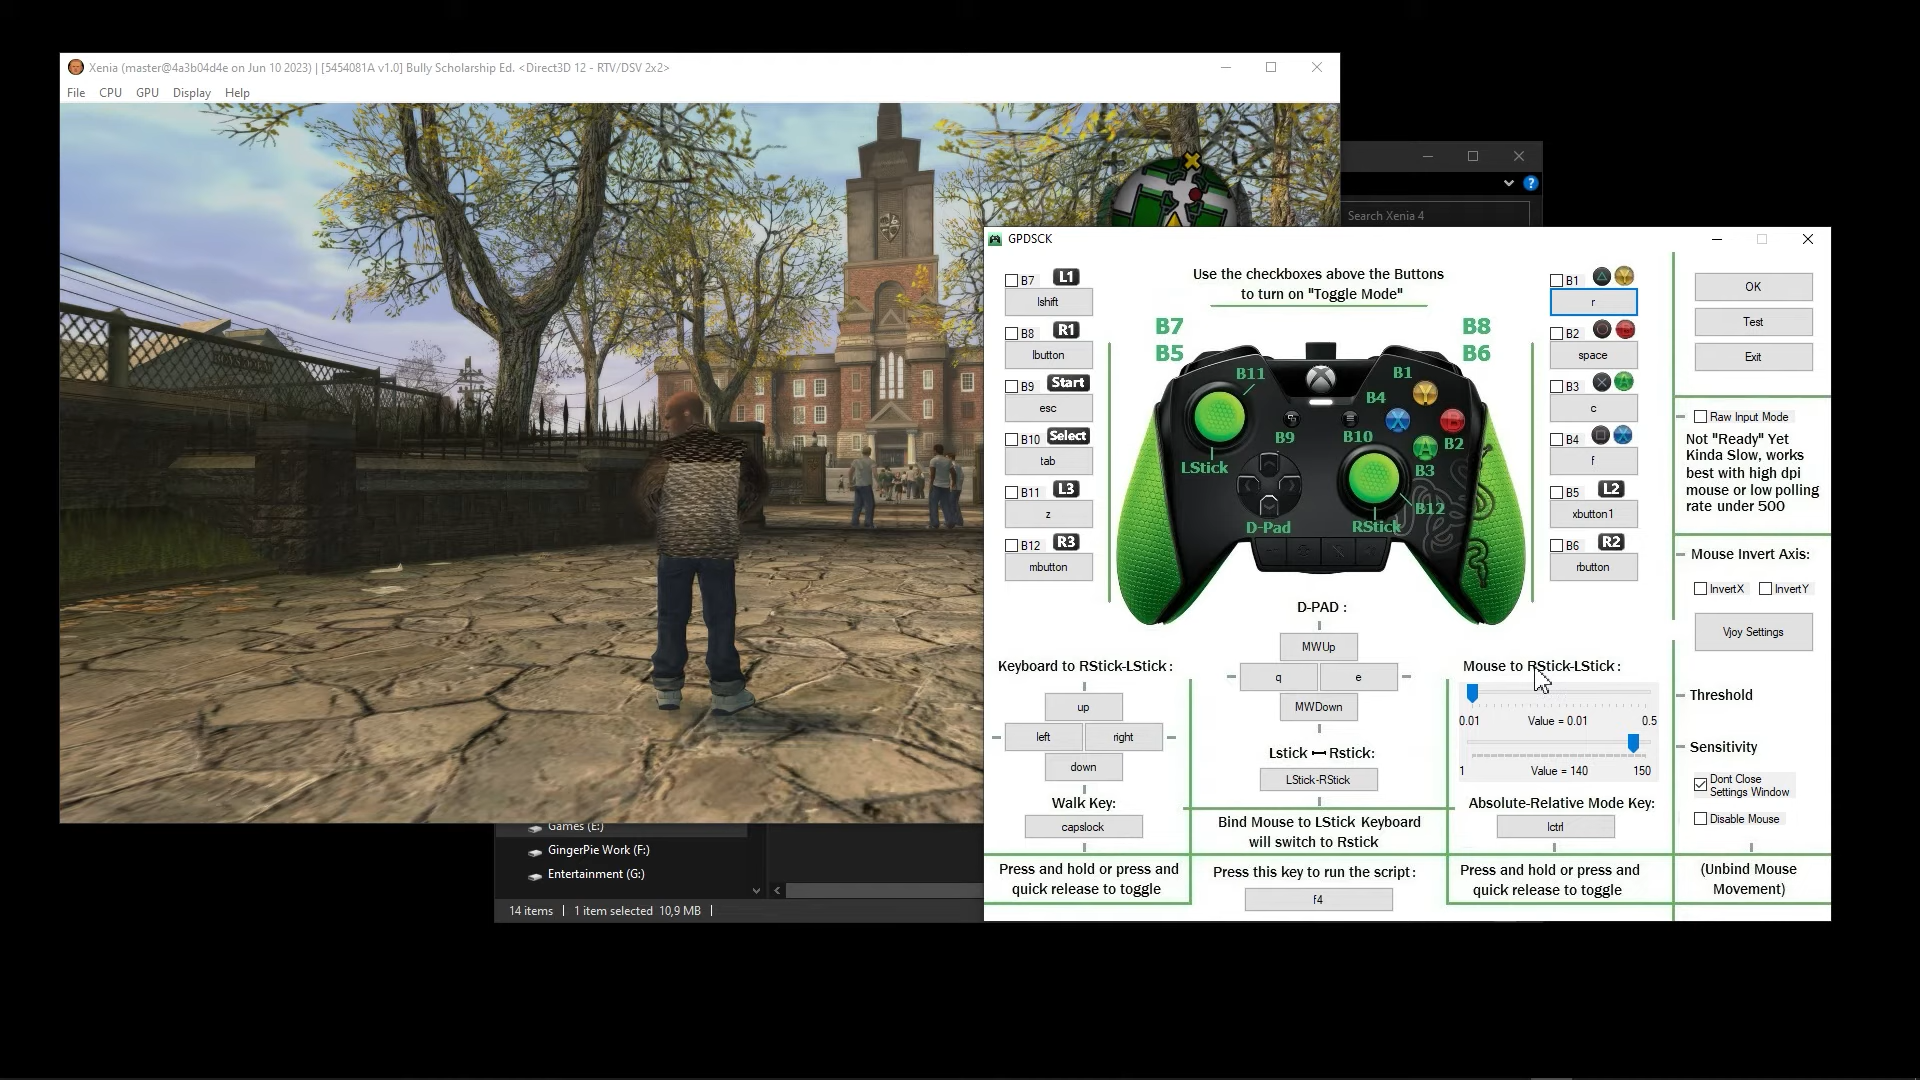 Xenia (master@4a3b04d4e on Jun 10 2023) | [5454081A v1.0] Bully Scholarship Ed. <Direct3D 12 - RTV/DSV 2x2>
File CPU GPU Display Help
Search Xenia 4
GPDSCK
B7 L1
lshift
B8 R1
lbutton
B9 Start
esc
B10 Select
tab
B11 L3
z
B12 R3
mbutton
Use the checkboxes above the Buttons
to turn on "Toggle Mode"
B7 B8
B5 B6
B11 B1
B4 Y
X B
B9 B10 B2
A
LStick B3
B12
D-Pad RStick
B1 Y
r
B2 B
space
B3 A
c
B4 X
f
B5 L2
xbutton1
B6 R2
rbutton
OK
Test
Exit
Raw Input Mode
Not "Ready" Yet
Kinda Slow, works
best with high dpi
mouse or low polling
rate under 500
Mouse Invert Axis:
InvertX InvertY
Vjoy Settings
D-PAD :
MWUp
q e
MWDown
Keyboard to RStick-LStick :
up
left right
down
Walk Key:
capslock
Press and hold or press and
quick release to toggle
Lstick Rstick:
LStick-RStick
Bind Mouse to LStick Keyboard
will switch to Rstick
Press this key to run the script :
f4
Mouse to RStick-LStick :
0.01 Value = 0.01 0.5
1 Value = 140 150
Absolute-Relative Mode Key:
lctrl
Press and hold or press and
quick release to toggle
Threshold
Sensitivity
Dont Close
Settings Window
Disable Mouse
(Unbind Mouse
Movement)
Games (E:)
GingerPie Work (F:)
Entertainment (G:)
14 items | 1 item selected 10,9 MB |